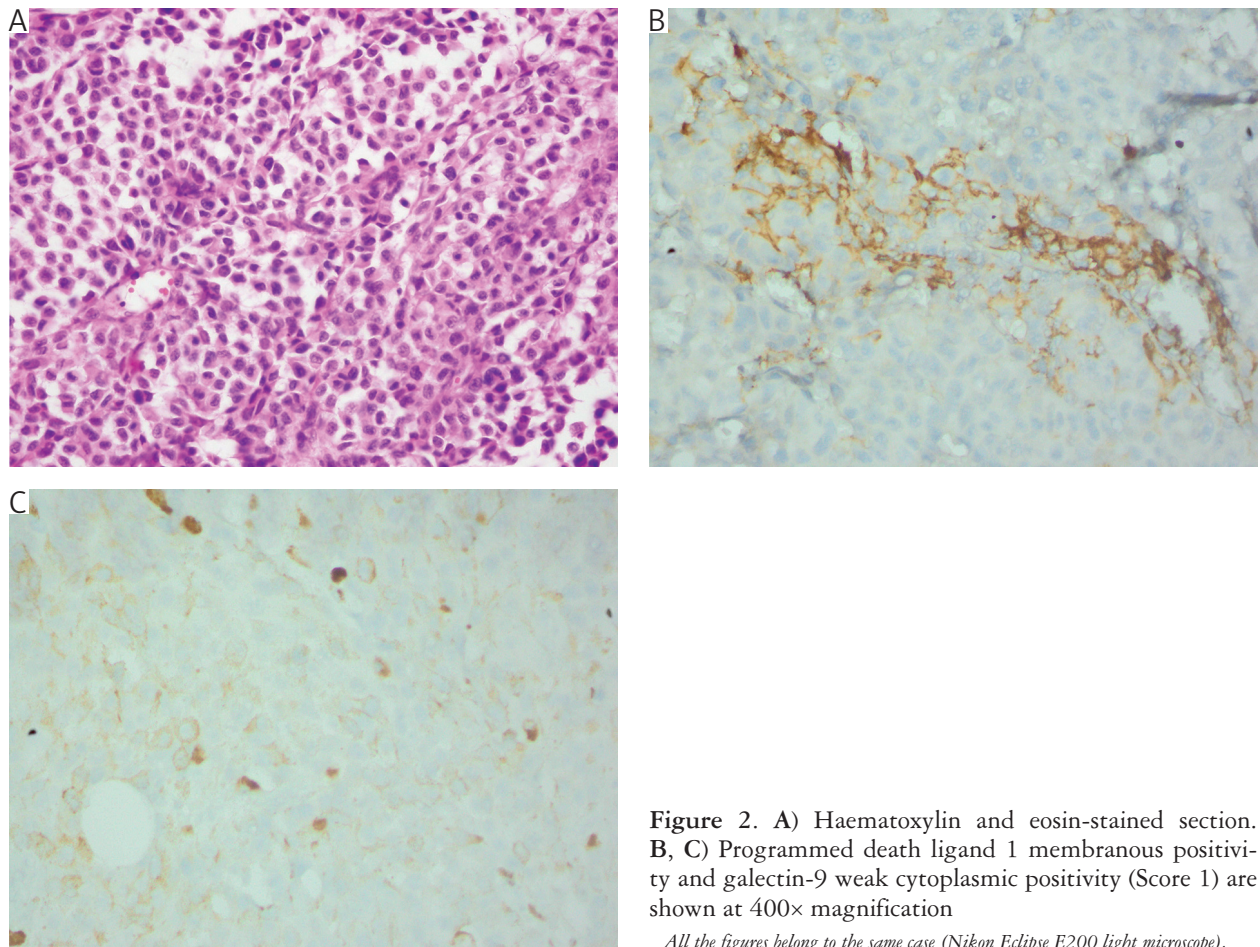 A
B
C
Figure 2. A) Haematoxylin and eosin-stained section.
B, C) Programmed death ligand 1 membranous positivi-
ty and galectin-9 weak cytoplasmic positivity (Score 1) are
shown at 400× magnification
All the figures belong to the same case (Nikon Eclipse E200 light microscope).